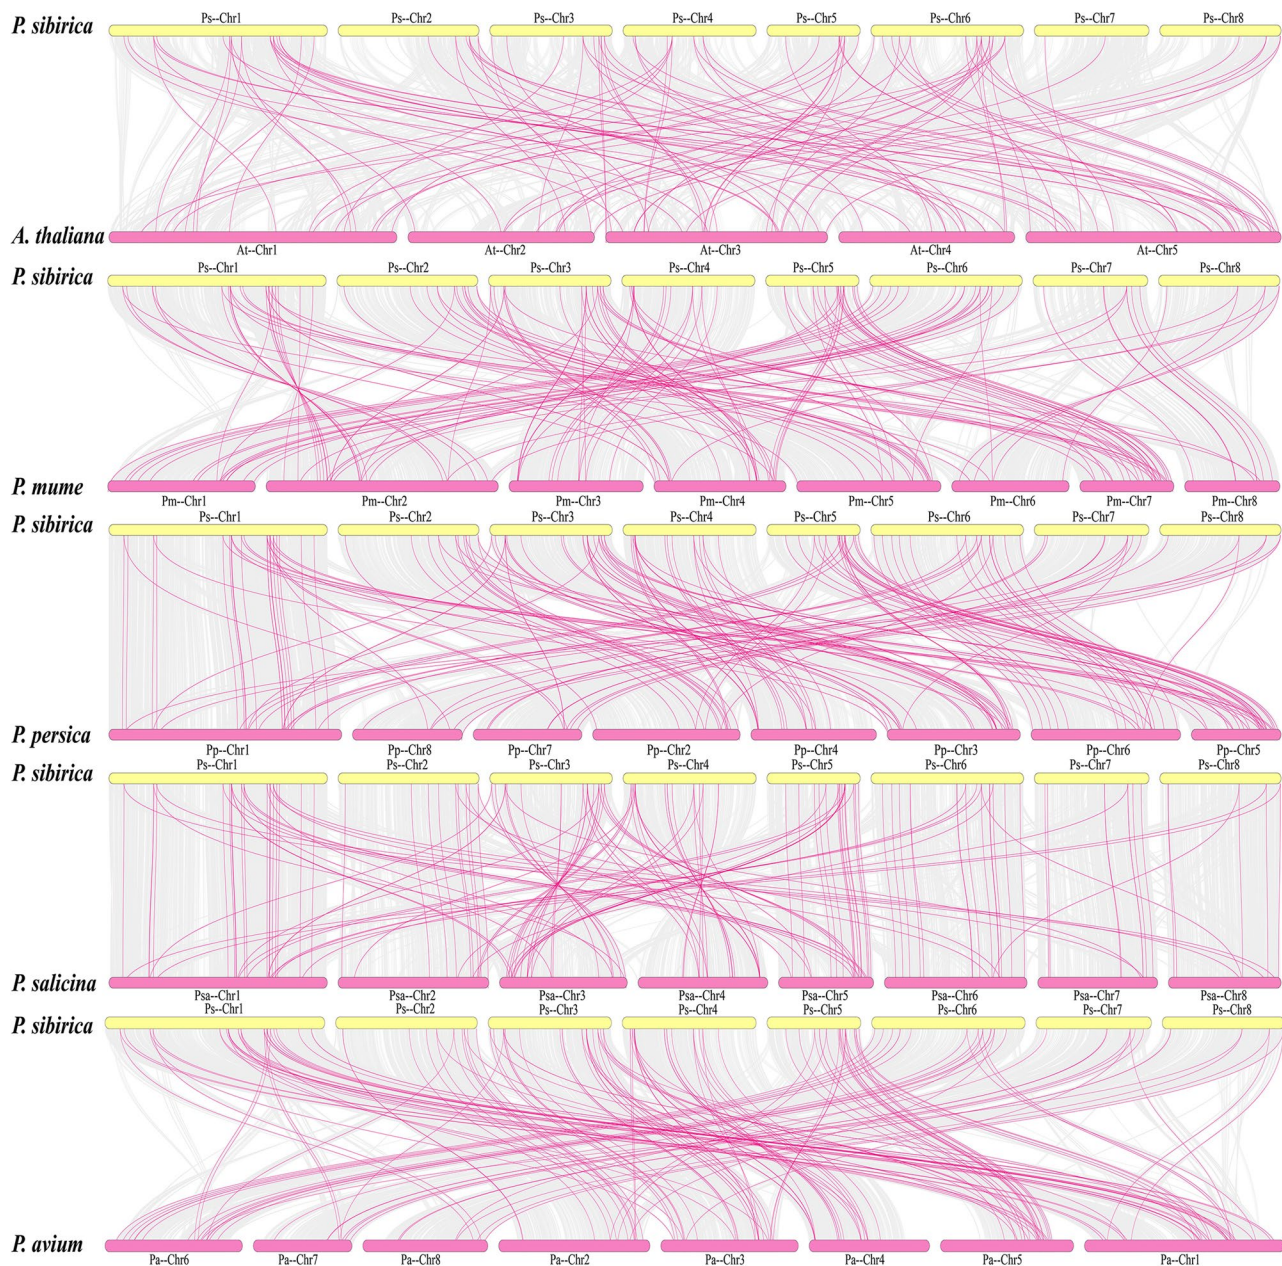 Ps--Chr1 Ps--Chr2 Ps--Chr3 Ps--Chr4 Ps--Chr5 Ps--Chr6 Ps--Chr7 Ps--Chr8
P. sibirica
A. thaliana
At--Chr1 At--Chr2 At--Chr3 At--Chr4 At--Chr5
Ps--Chr1 Ps--Chr2 Ps--Chr3 Ps--Chr4 Ps--Chr5 Ps--Chr6 Ps--Chr7 Ps--Chr8
P. sibirica
P. mume
Pm--Chr1 Pm--Chr2 Pm--Chr3 Pm--Chr4 Pm--Chr5 Pm--Chr6 Pm--Chr7 Pm--Chr8
Ps--Chr1 Ps--Chr2 Ps--Chr3 Ps--Chr4 Ps--Chr5 Ps--Chr6 Ps--Chr7 Ps--Chr8
P. sibirica
P. persica
Pp--Chr1 Pp--Chr8 Pp--Chr7 Pp--Chr2 Pp--Chr4 Pp--Chr3 Pp--Chr6 Pp--Chr5
Ps--Chr1 Ps--Chr2 Ps--Chr3 Ps--Chr4 Ps--Chr5 Ps--Chr6 Ps--Chr7 Ps--Chr8
P. sibirica
P. salicina
Psa--Chr1 Psa--Chr2 Psa--Chr3 Psa--Chr4 Psa--Chr5 Psa--Chr6 Psa--Chr7 Psa--Chr8
Ps--Chr1 Ps--Chr2 Ps--Chr3 Ps--Chr4 Ps--Chr5 Ps--Chr6 Ps--Chr7 Ps--Chr8
P. sibirica
P. avium
Pa--Chr6 Pa--Chr7 Pa--Chr8 Pa--Chr2 Pa--Chr3 Pa--Chr4 Pa--Chr5 Pa--Chr1